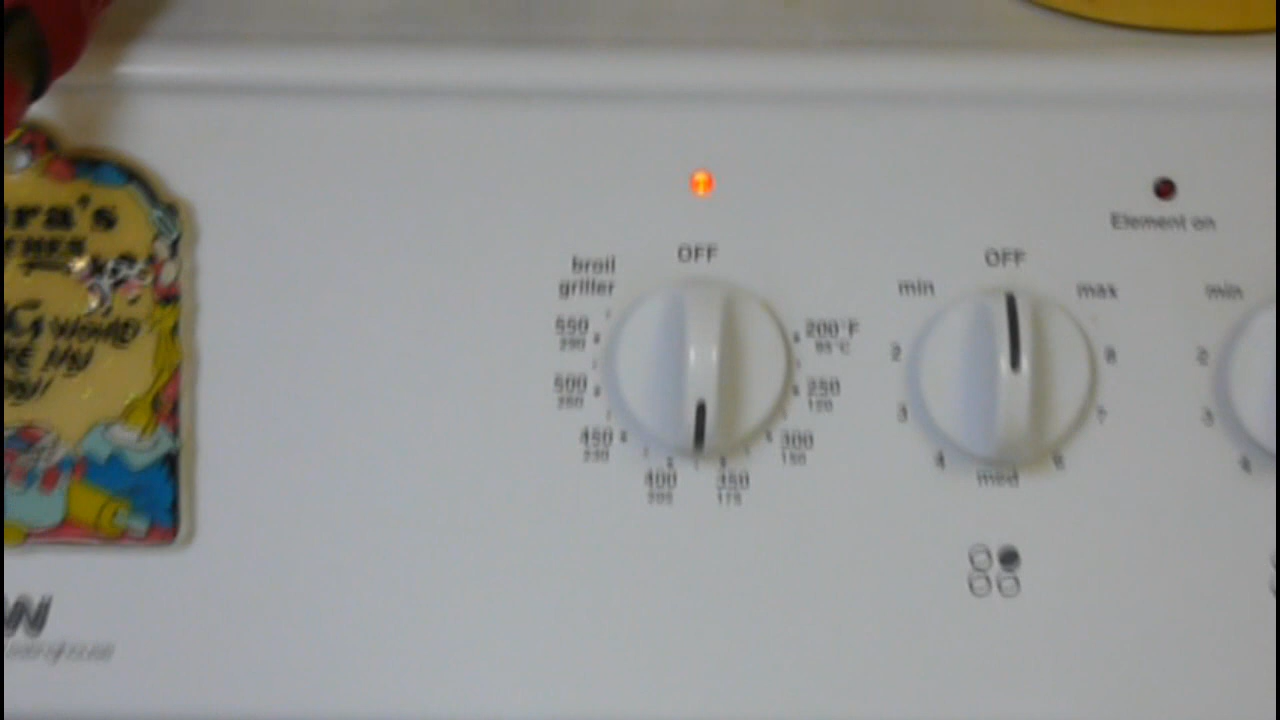 ra's
Element on
OFF
broil
griller
550
290
500
260
450
230
400
205
350
175
300
150
250
120
200°F
95°C
OFF
min
max
2
3
4
med
6
7
8
min
2
3
4
W